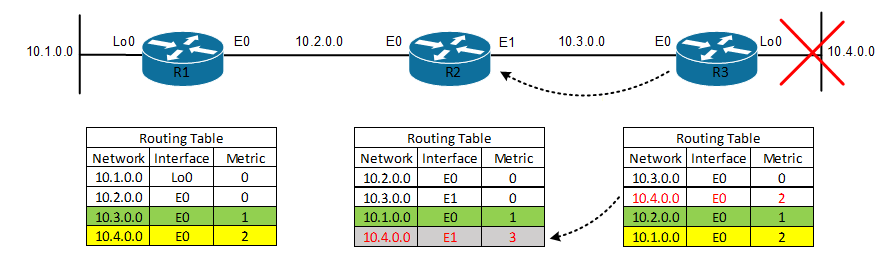 Lo0 E0 10.2.0.0 E0 E1 10.3.0.0 E0 Lo0
10.1.0.0 10.4.0.0
R1 R2 R3
Routing Table
Network Interface Metric
10.1.0.0 Lo0 0
10.2.0.0 E0 0
10.3.0.0 E0 1
10.4.0.0 E0 2
Routing Table
Network Interface Metric
10.2.0.0 E0 0
10.3.0.0 E1 0
10.1.0.0 E0 1
10.4.0.0 E1 3
Routing Table
Network Interface Metric
10.3.0.0 E0 0
10.4.0.0 E0 2
10.2.0.0 E0 1
10.1.0.0 E0 2